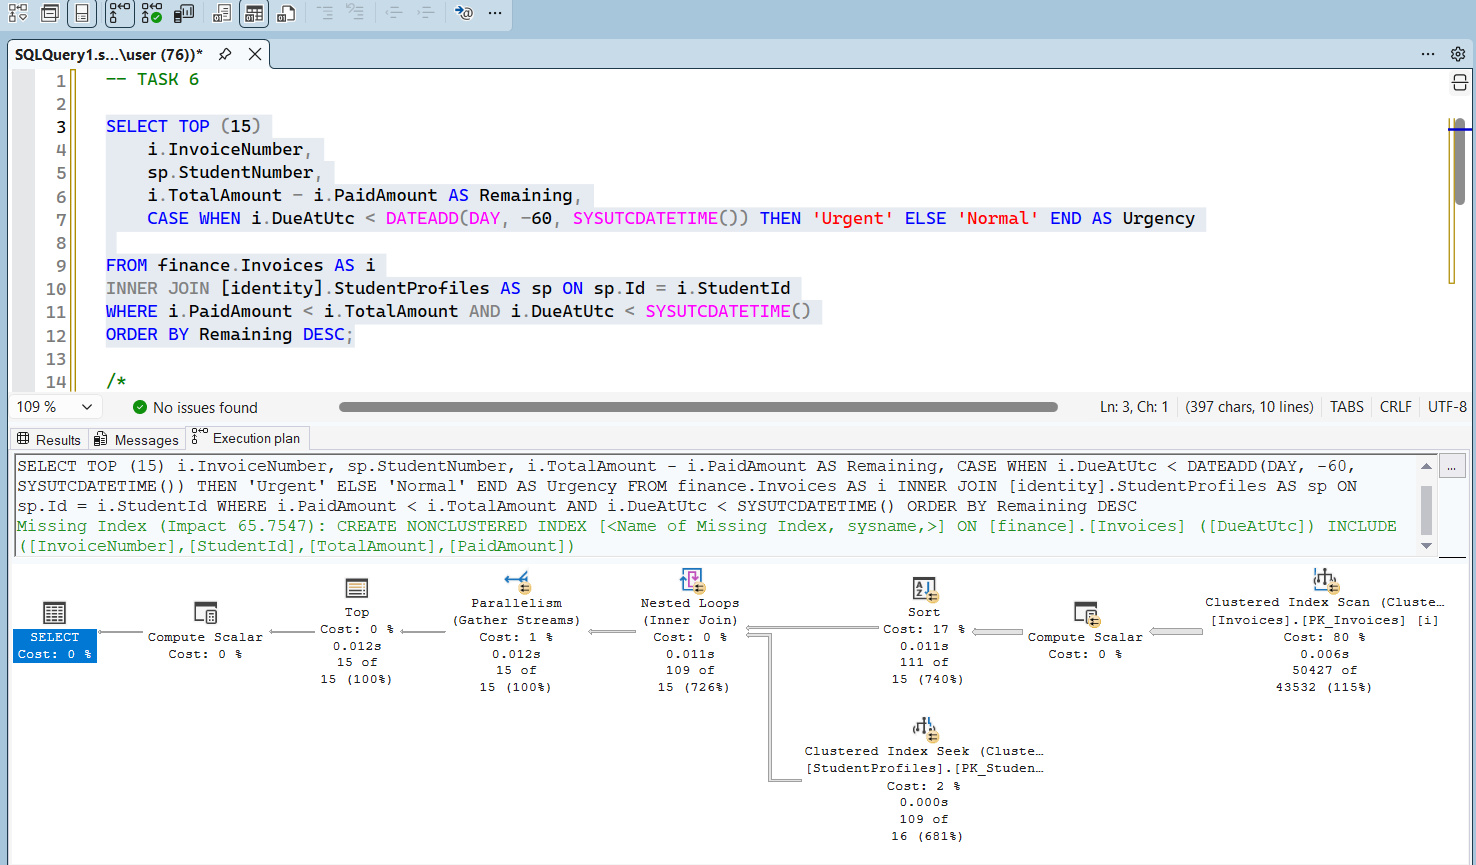 SQLQuery1.s...\user (76))*
1 -- TASK 6
2
3 SELECT TOP (15)
4 i.InvoiceNumber,
5 sp.StudentNumber,
6 i.TotalAmount - i.PaidAmount AS Remaining,
7 CASE WHEN i.DueAtUtc < DATEADD(DAY, -60, SYSUTCDATETIME()) THEN 'Urgent' ELSE 'Normal' END AS Urgency
8
9 FROM finance.Invoices AS i
10 INNER JOIN [identity].StudentProfiles AS sp ON sp.Id = i.StudentId
11 WHERE i.PaidAmount < i.TotalAmount AND i.DueAtUtc < SYSUTCDATETIME()
12 ORDER BY Remaining DESC;
13
14 /*
109 % No issues found Ln: 3, Ch: 1 (397 chars, 10 lines) TABS CRLF UTF-8
Results Messages Execution plan
SELECT TOP (15) i.InvoiceNumber, sp.StudentNumber, i.TotalAmount - i.PaidAmount AS Remaining, CASE WHEN i.DueAtUtc < DATEADD(DAY, -60,
SYSUTCDATETIME()) THEN 'Urgent' ELSE 'Normal' END AS Urgency FROM finance.Invoices AS i INNER JOIN [identity].StudentProfiles AS sp ON
sp.Id = i.StudentId WHERE i.PaidAmount < i.TotalAmount AND i.DueAtUtc < SYSUTCDATETIME() ORDER BY Remaining DESC
Missing Index (Impact 65.7547): CREATE NONCLUSTERED INDEX [<Name of Missing Index, sysname,>] ON [finance].[Invoices] ([DueAtUtc]) INCLUDE
([InvoiceNumber],[StudentId],[TotalAmount],[PaidAmount])
SELECT
Cost: 0 %
Compute Scalar
Cost: 0 %
Top
Cost: 0 %
0.012s
15 of
15 (100%)
Parallelism
(Gather Streams)
Cost: 1 %
0.012s
15 of
15 (100%)
Nested Loops
(Inner Join)
Cost: 0 %
0.011s
109 of
15 (726%)
Sort
Cost: 17 %
0.011s
111 of
15 (740%)
Compute Scalar
Cost: 0 %
Clustered Index Scan (Cluste...
[Invoices].[PK_Invoices] [i]
Cost: 80 %
0.006s
50427 of
43532 (115%)
Clustered Index Seek (Cluste...
[StudentProfiles].[PK_Studen...
Cost: 2 %
0.000s
109 of
16 (681%)